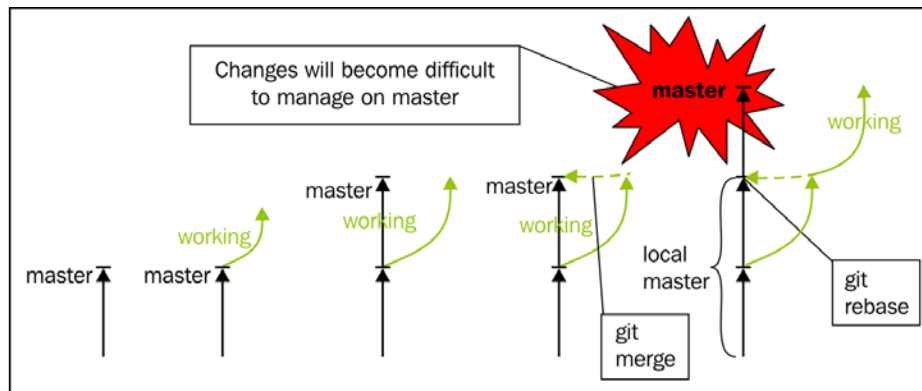 Changes will become difficult
to manage on master
master
working
master
master
working
master
working
master
working
local
master
master
git
merge
git
rebase